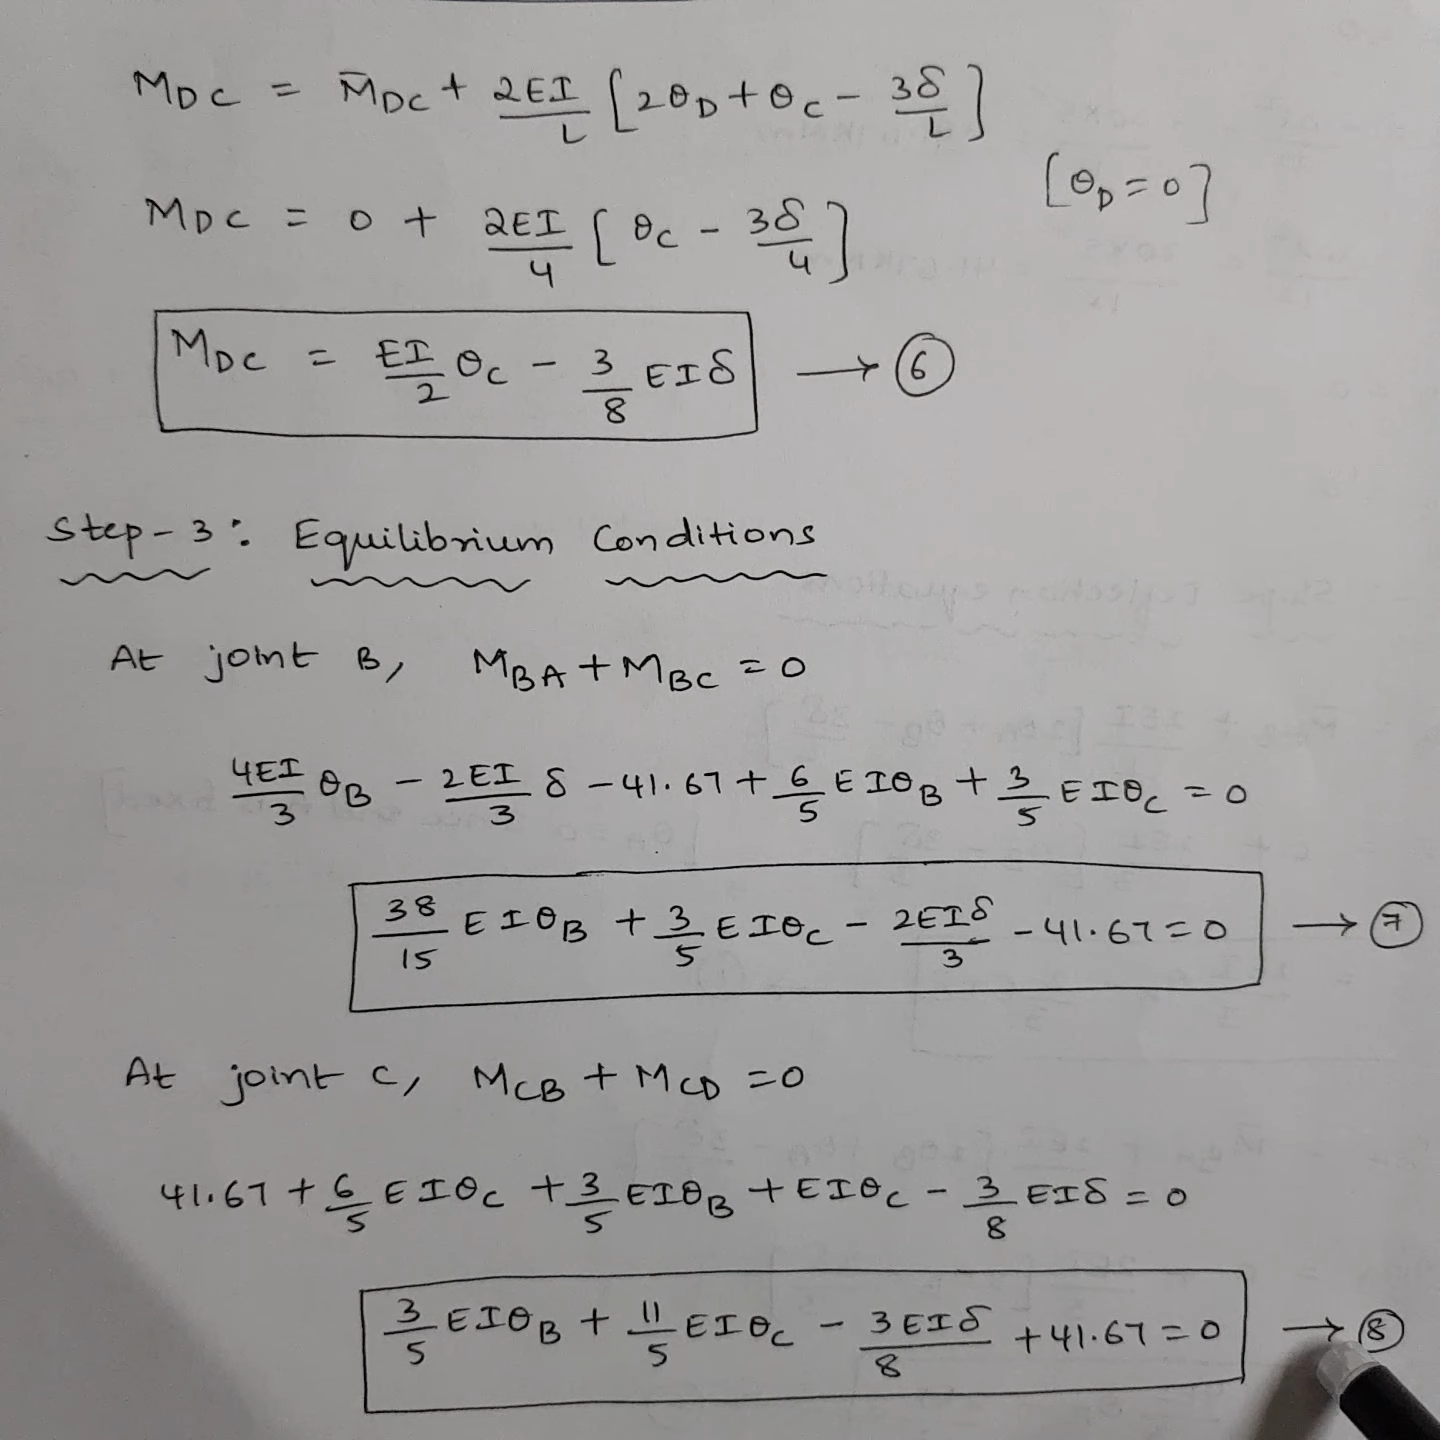 MDC = M̄DC + 2EI/L [2θD + θC - 3δ/L]
[θD = 0]
MDC = 0 + 2EI/4 [θC - 3δ/4]
MDC = EI/2 θC - 3/8 EIδ → 6
Step-3: Equilibrium Conditions
At joint B, MBA + MBC = 0
4EI/3 θB - 2EI/3 δ - 41.67 + 6/5 EIθB + 3/5 EIθC = 0
38/15 EIθB + 3/5 EIθC - 2EIδ/3 - 41.67 = 0 → 7
At joint C, MCB + MCD = 0
41.67 + 6/5 EIθC + 3/5 EIθB + EIθC - 3/8 EIδ = 0
3/5 EIθB + 11/5 EIθC - 3EIδ/8 + 41.67 = 0 → 8